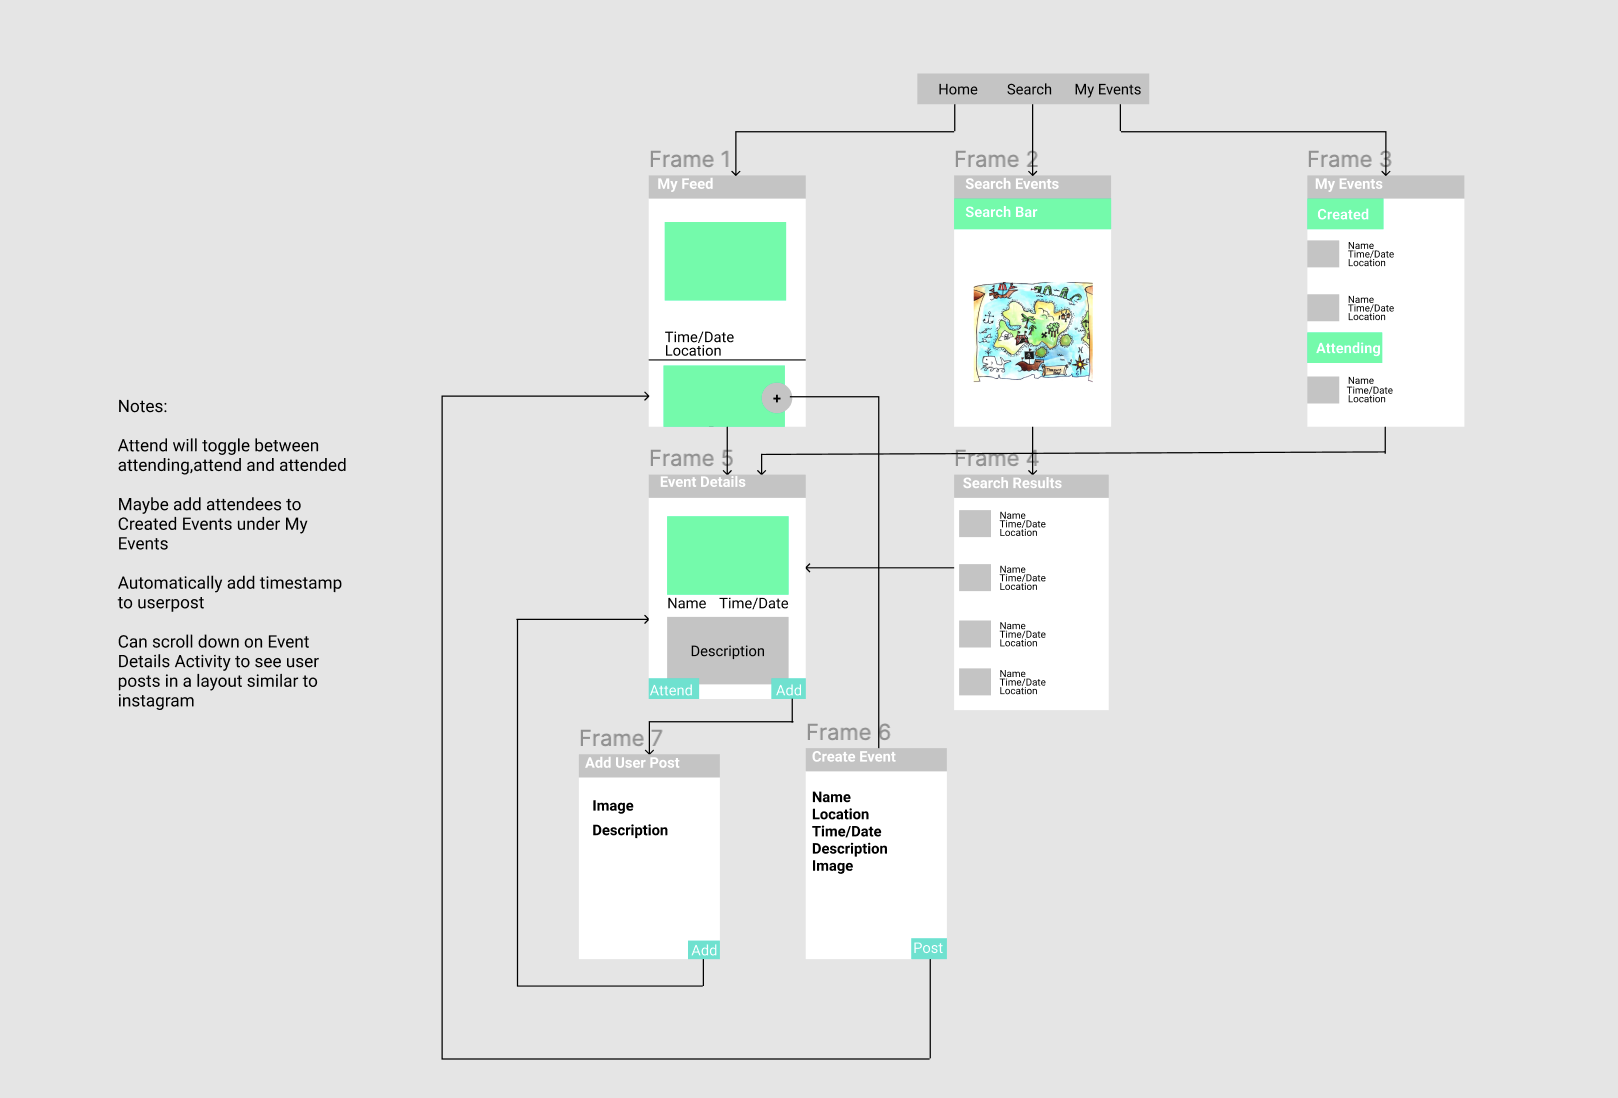 Home Search My Events
Frame 1
My Feed
Time/Date
Location
+
Frame 2
Search Events
Search Bar
Frame 3
My Events
Created
Name
Time/Date
Location
Name
Time/Date
Location
Attending
Name
Time/Date
Location
Notes:
Attend will toggle between
attending,attend and attended
Maybe add attendees to
Created Events under My
Events
Automatically add timestamp
to userpost
Can scroll down on Event
Details Activity to see user
posts in a layout similar to
instagram
Frame 5
Event Details
Name Time/Date
Description
Attend Add
Frame 4
Search Results
Name
Time/Date
Location
Name
Time/Date
Location
Name
Time/Date
Location
Name
Time/Date
Location
Frame 7
Add User Post
Image
Description
Add
Frame 6
Create Event
Name
Location
Time/Date
Description
Image
Post